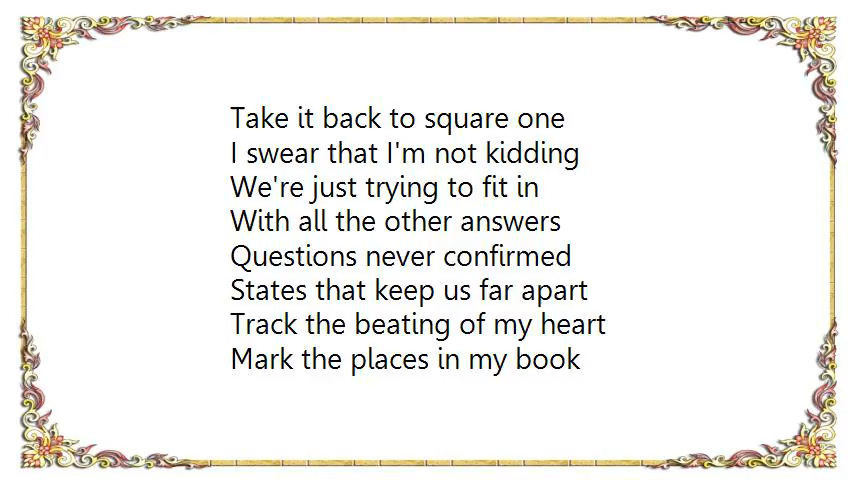 Take it back to square one
I swear that I'm not kidding
We're just trying to fit in
With all the other answers
Questions never confirmed
States that keep us far apart
Track the beating of my heart
Mark the places in my book